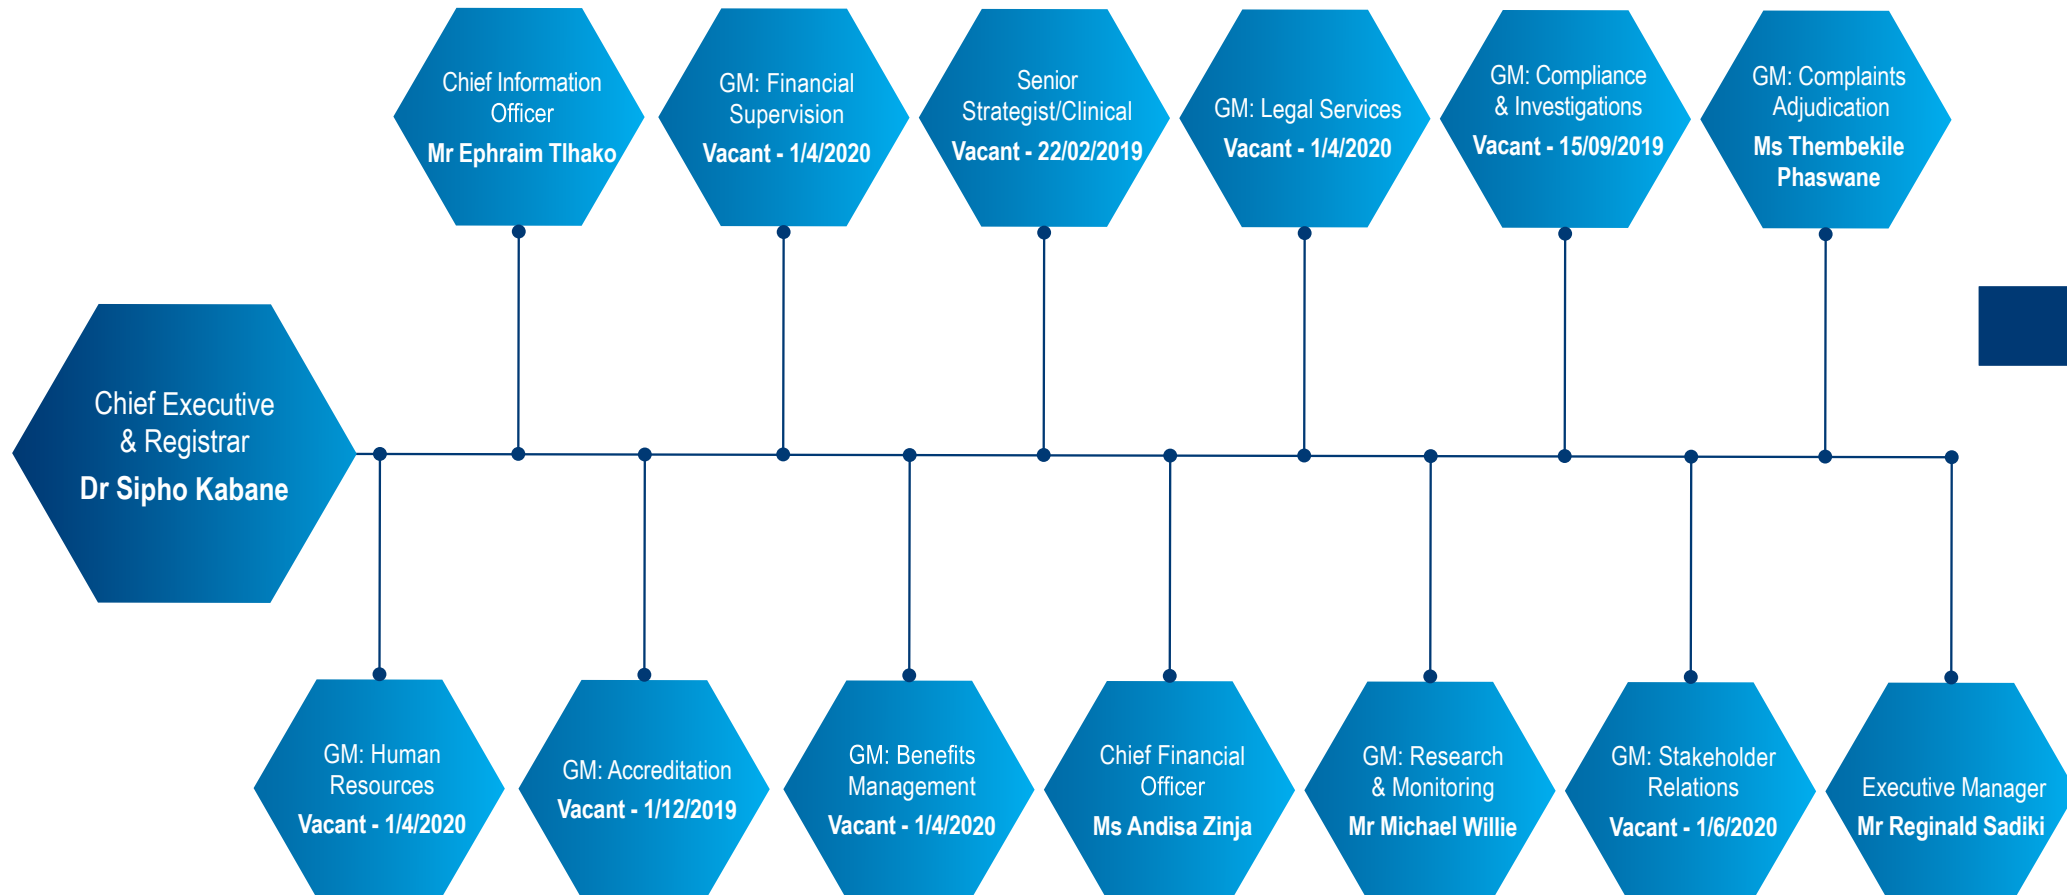 Chief Information
Officer
Mr Ephraim Tlhako
GM: Financial
Supervision
Vacant - 1/4/2020
Senior
Strategist/Clinical
Vacant - 22/02/2019
GM: Legal Services
Vacant - 1/4/2020
GM: Compliance
& Investigations
Vacant - 15/09/2019
GM: Complaints
Adjudication
Ms Thembekile
Phaswane
Chief Executive
& Registrar
Dr Sipho Kabane
GM: Human
Resources
Vacant - 1/4/2020
GM: Accreditation
Vacant - 1/12/2019
GM: Benefits
Management
Vacant - 1/4/2020
Chief Financial
Officer
Ms Andisa Zinja
GM: Research
& Monitoring
Mr Michael Willie
GM: Stakeholder
Relations
Vacant - 1/6/2020
Executive Manager
Mr Reginald Sadiki